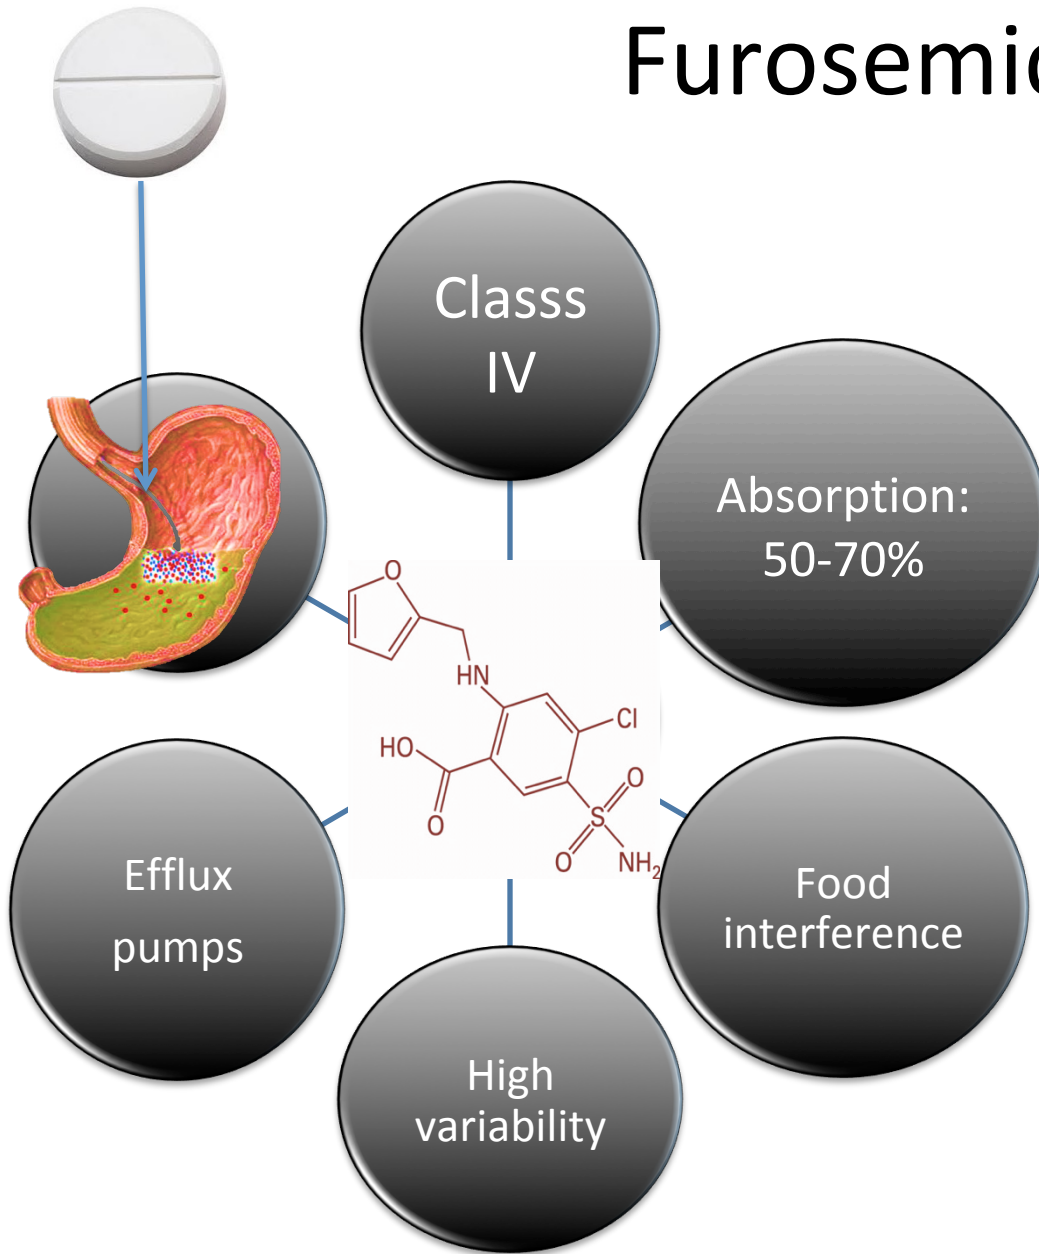 Furosemid
Classs
IV
Absorption:
50-70%
Food
interference
High
variability
Efflux
pumps
O
HN
Cl
HO
O
O
S
O
NH2